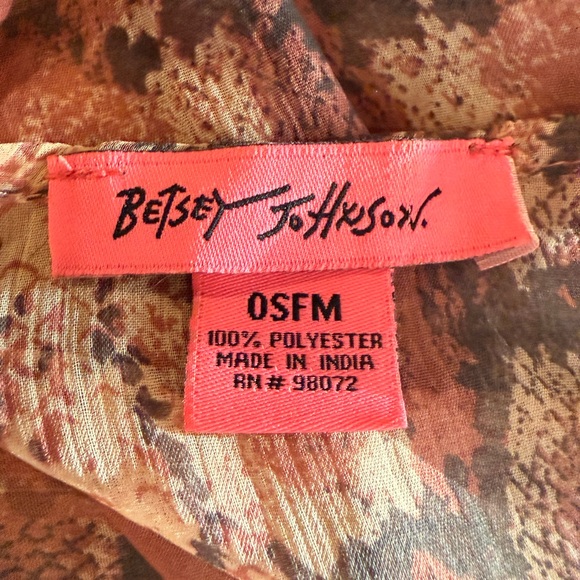 BETSEY JOHNSON.
OSFM
100% POLYESTER
MADE IN INDIA
RN# 98072